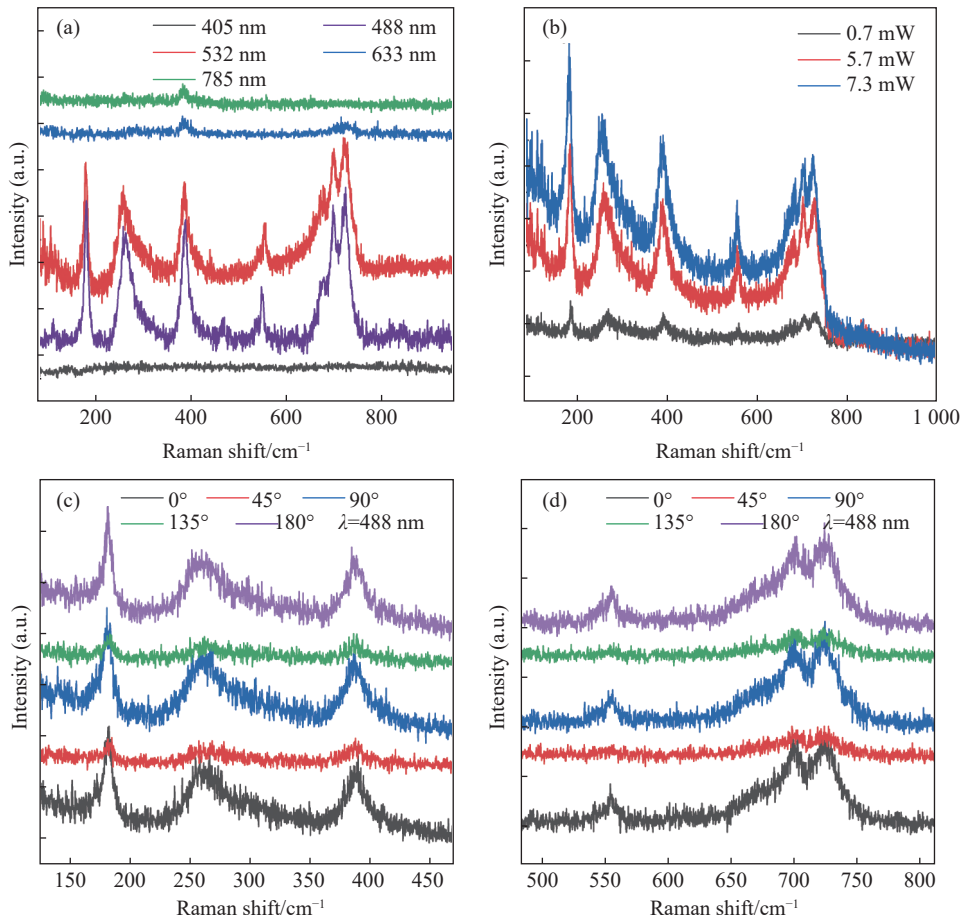 (a)
405 nm
488 nm
532 nm
633 nm
785 nm
Intensity (a.u.)
200
400
600
800
Raman shift/cm⁻¹
(b)
0.7 mW
5.7 mW
7.3 mW
Intensity (a.u.)
200
400
600
800
1 000
Raman shift/cm⁻¹
(c)
0°
45°
90°
135°
180°
λ=488 nm
Intensity (a.u.)
150
200
250
300
350
400
450
Raman shift/cm⁻¹
(d)
0°
45°
90°
135°
180°
λ=488 nm
Intensity (a.u.)
500
550
600
650
700
750
800
Raman shift/cm⁻¹